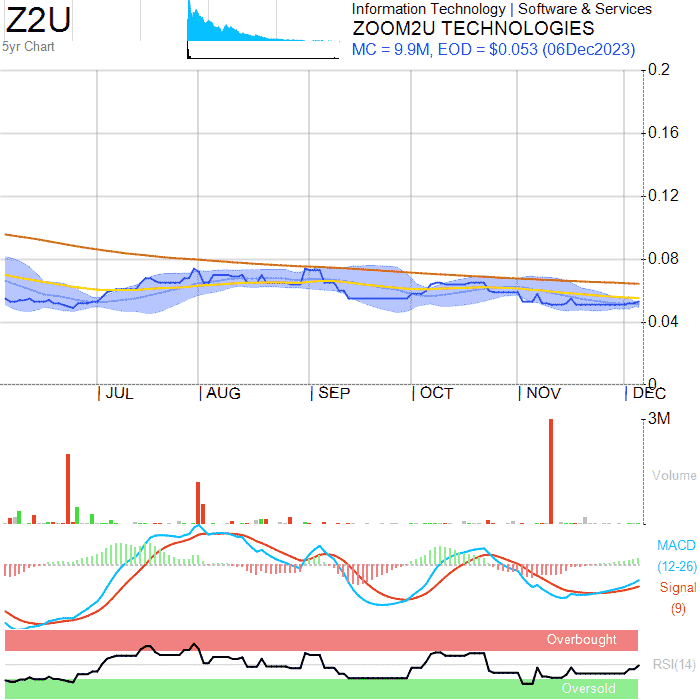 Z2U
5yr Chart
Information Technology | Software & Services
ZOOM2U TECHNOLOGIES
MC = 9.9M, EOD = $0.053 (06Dec2023)
0.2
0.16
0.12
0.08
0.04
0
JUL AUG SEP OCT NOV DEC
3M
Volume
MACD
(12-26)
Signal
(9)
Overbought
RSI(14)
Oversold